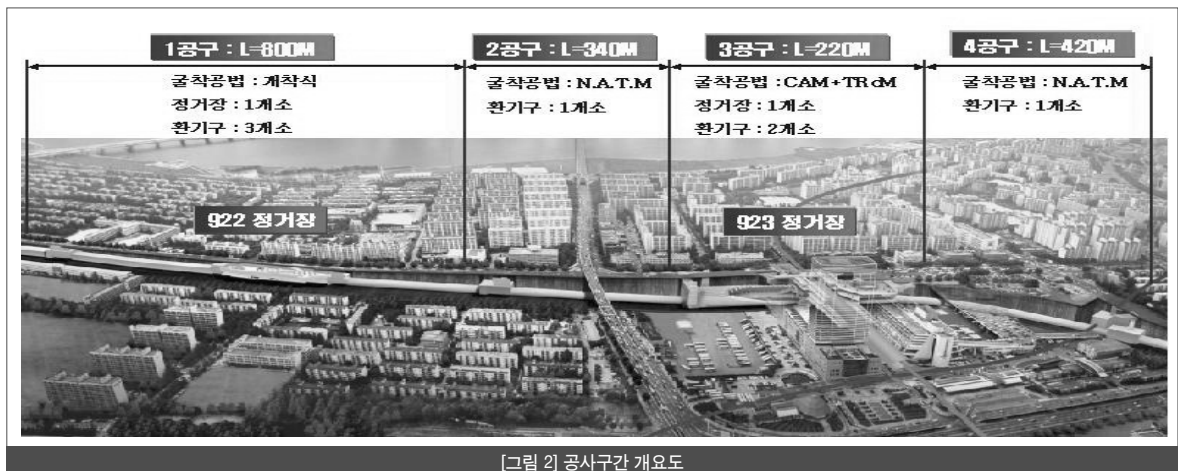 1공구 : L=800M
굴착공법 : 개착식
정거장 : 1개소
환기구 : 3개소
2공구 : L=340M
굴착공법 : N.A.T.M
환기구 : 1개소
3공구 : L=220M
굴착공법 : CAM+TRcM
정거장 : 1개소
환기구 : 2개소
4공구 : L=420M
굴착공법 : N.A.T.M
환기구 : 1개소
922 정거장
923 정거장
[그림 2] 공사구간 개요도